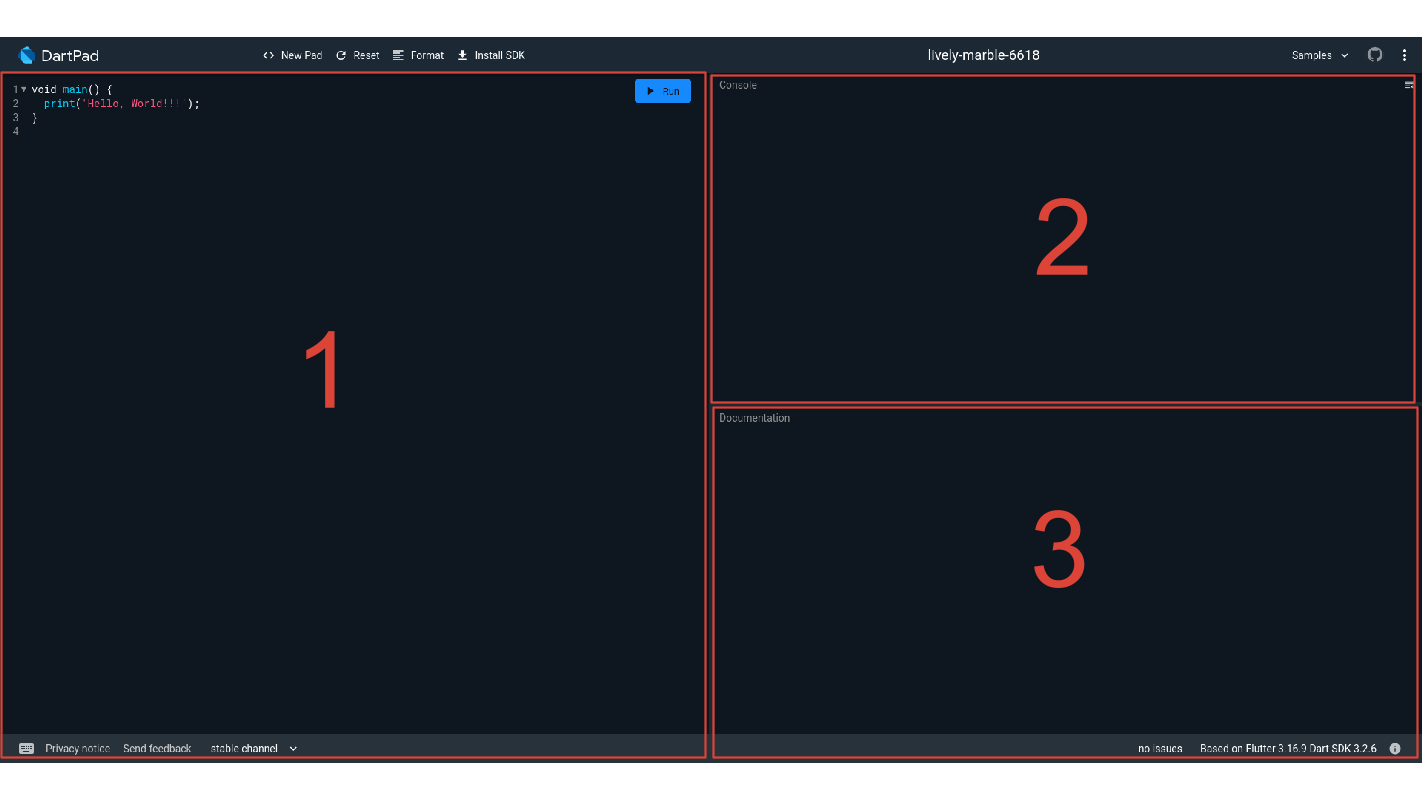 DartPad
New Pad Reset Format Install SDK
lively-marble-6618
Samples
1 void main() {
2 print('Hello, World!!!');
3 }
4
Run
1
Console
2
Documentation
3
Privacy notice Send feedback stable channel
no issues Based on Flutter 3.16.9 Dart SDK 3.2.6